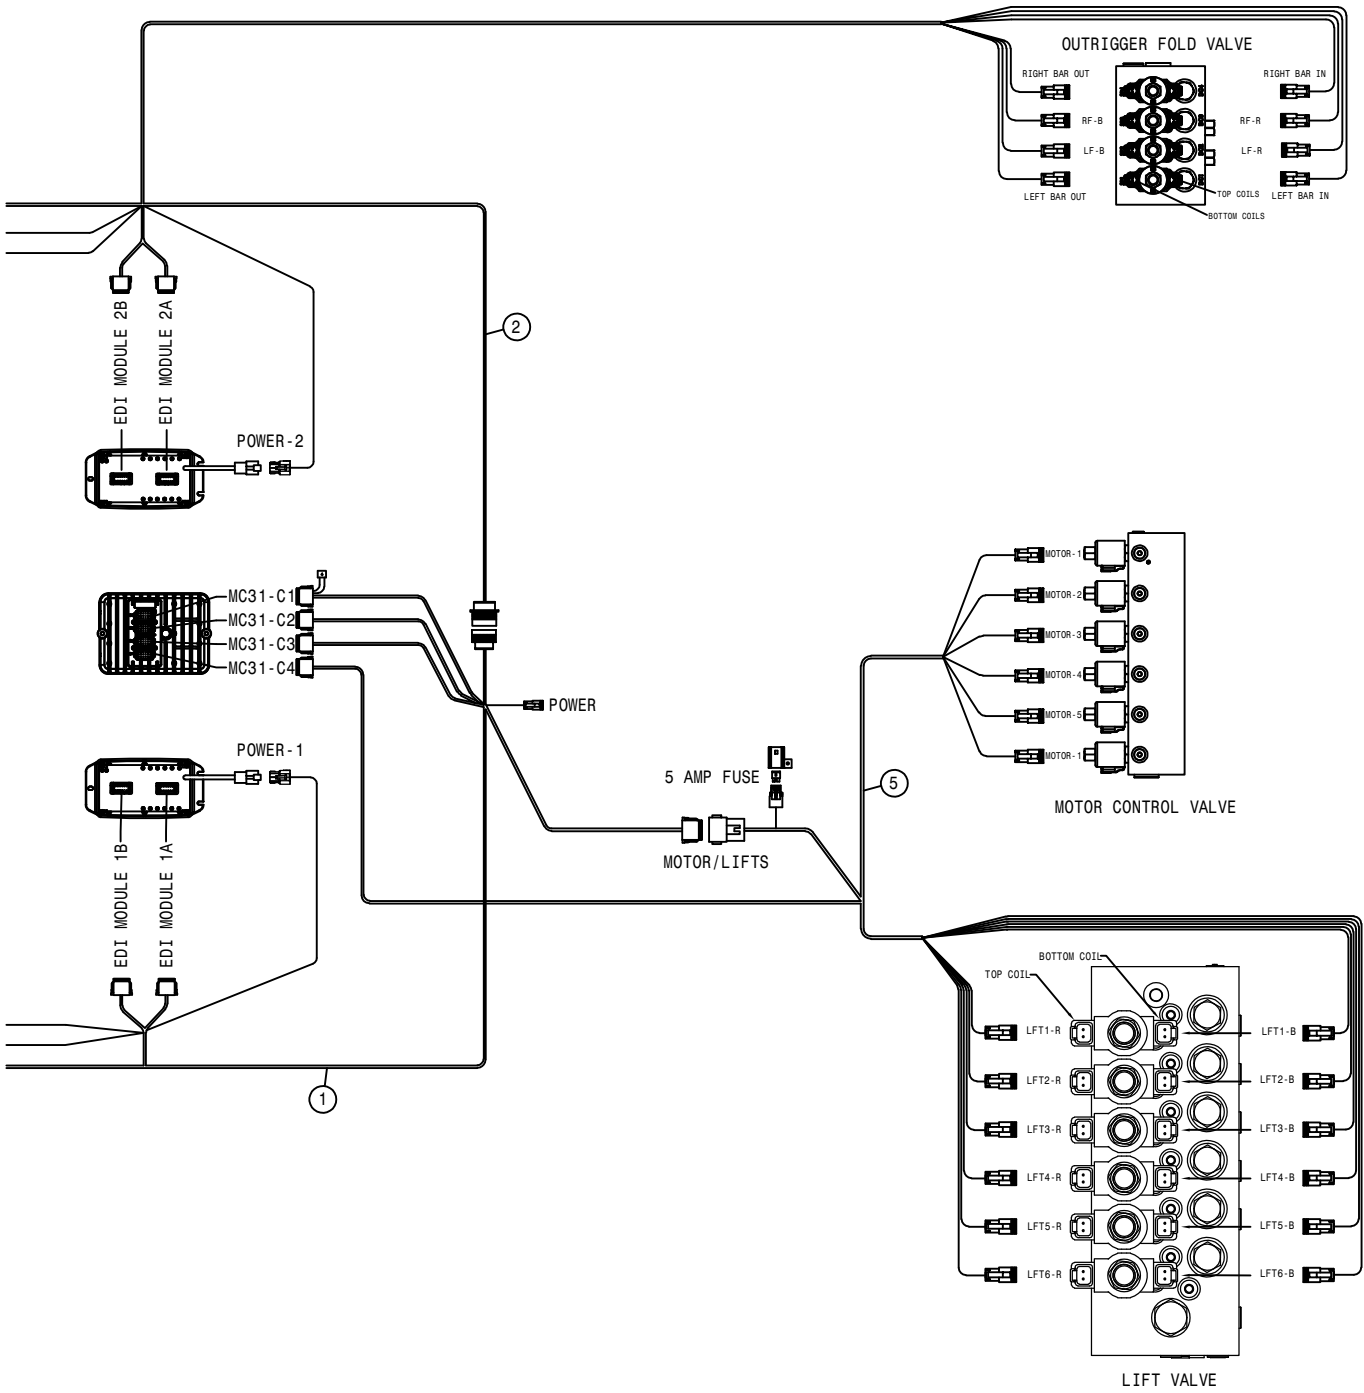 OUTRIGGER FOLD VALVE
RIGHT BAR OUT
RIGHT BAR IN
RF-B
RF-R
LF-B
LF-R
LEFT BAR OUT
TOP COILS
LEFT BAR IN
BOTTOM COILS
EDI MODULE 2B
EDI MODULE 2A
2
POWER-2
MC31-C1
MC31-C2
MC31-C3
MC31-C4
POWER
MOTOR-1
MOTOR-2
MOTOR-3
MOTOR-4
MOTOR-5
MOTOR-1
MOTOR CONTROL VALVE
POWER-1
5 AMP FUSE
5
MOTOR/LIFTS
EDI MODULE 1B
EDI MODULE 1A
1
BOTTOM COIL
TOP COIL
LFT1-R
LFT1-B
LFT2-R
LFT2-B
LFT3-R
LFT3-B
LFT4-R
LFT4-B
LFT5-R
LFT5-B
LFT6-R
LFT6-B
LIFT VALVE